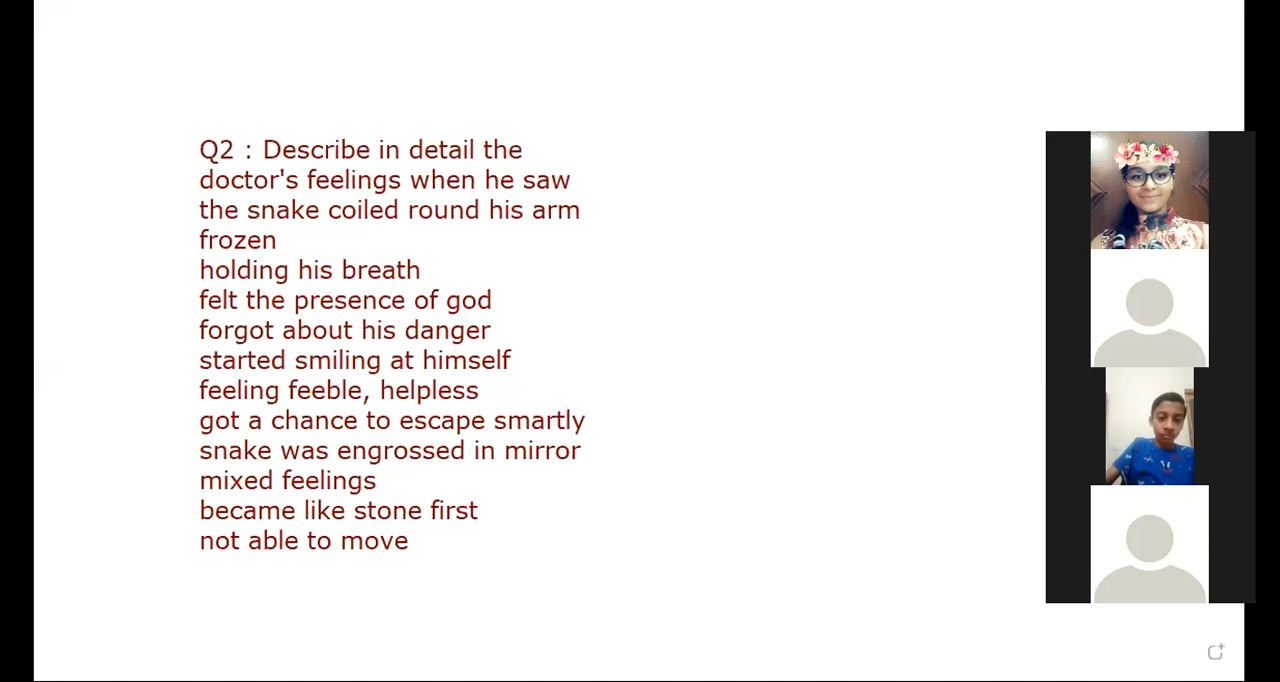 Q2 : Describe in detail the
doctor's feelings when he saw
the snake coiled round his arm
frozen
holding his breath
felt the presence of god
forgot about his danger
started smiling at himself
feeling feeble, helpless
got a chance to escape smartly
snake was engrossed in mirror
mixed feelings
became like stone first
not able to move